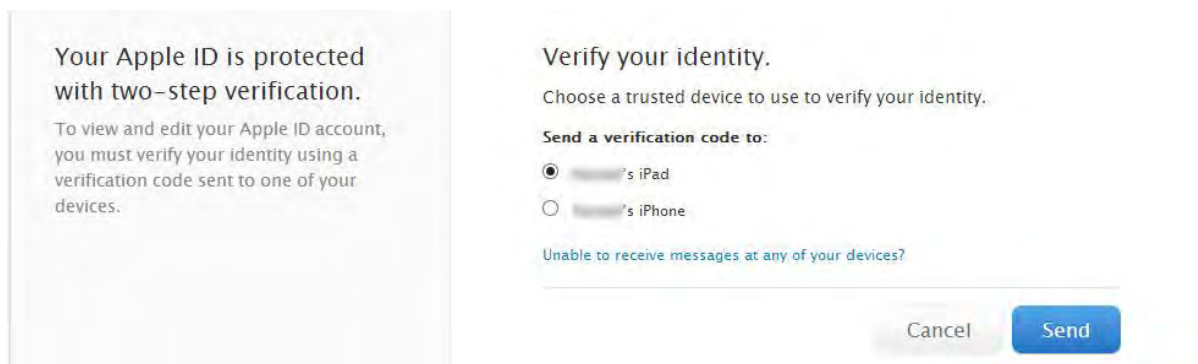 Your Apple ID is protected
with two-step verification.
To view and edit your Apple ID account,
you must verify your identity using a
verification code sent to one of your
devices.
Verify your identity.
Choose a trusted device to use to verify your identity.
Send a verification code to:
's iPad
's iPhone
Unable to receive messages at any of your devices?
Cancel
Send